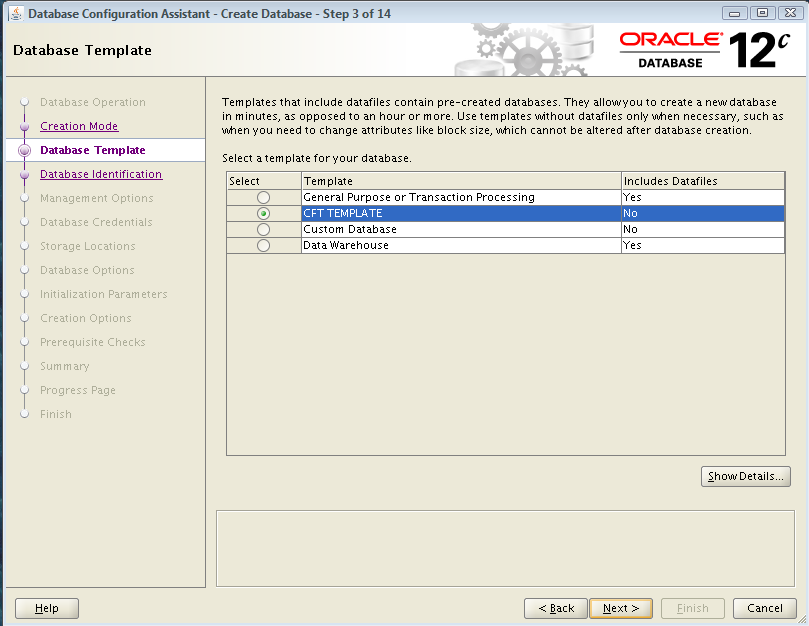 Database Configuration Assistant - Create Database - Step 3 of 14
Database Template
ORACLE
DATABASE
12c
Database Operation
Creation Mode
Database Template
Database Identification
Management Options
Database Credentials
Storage Locations
Database Options
Initialization Parameters
Creation Options
Prerequisite Checks
Summary
Progress Page
Finish
Templates that include datafiles contain pre-created databases. They allow you to create a new database
in minutes, as opposed to an hour or more. Use templates without datafiles only when necessary, such as
when you need to change attributes like block size, which cannot be altered after database creation.
Select a template for your database.
Select Template Includes Datafiles
General Purpose or Transaction Processing Yes
CFT TEMPLATE No
Custom Database No
Data Warehouse Yes
Show Details...
Help
< Back
Next >
Finish
Cancel